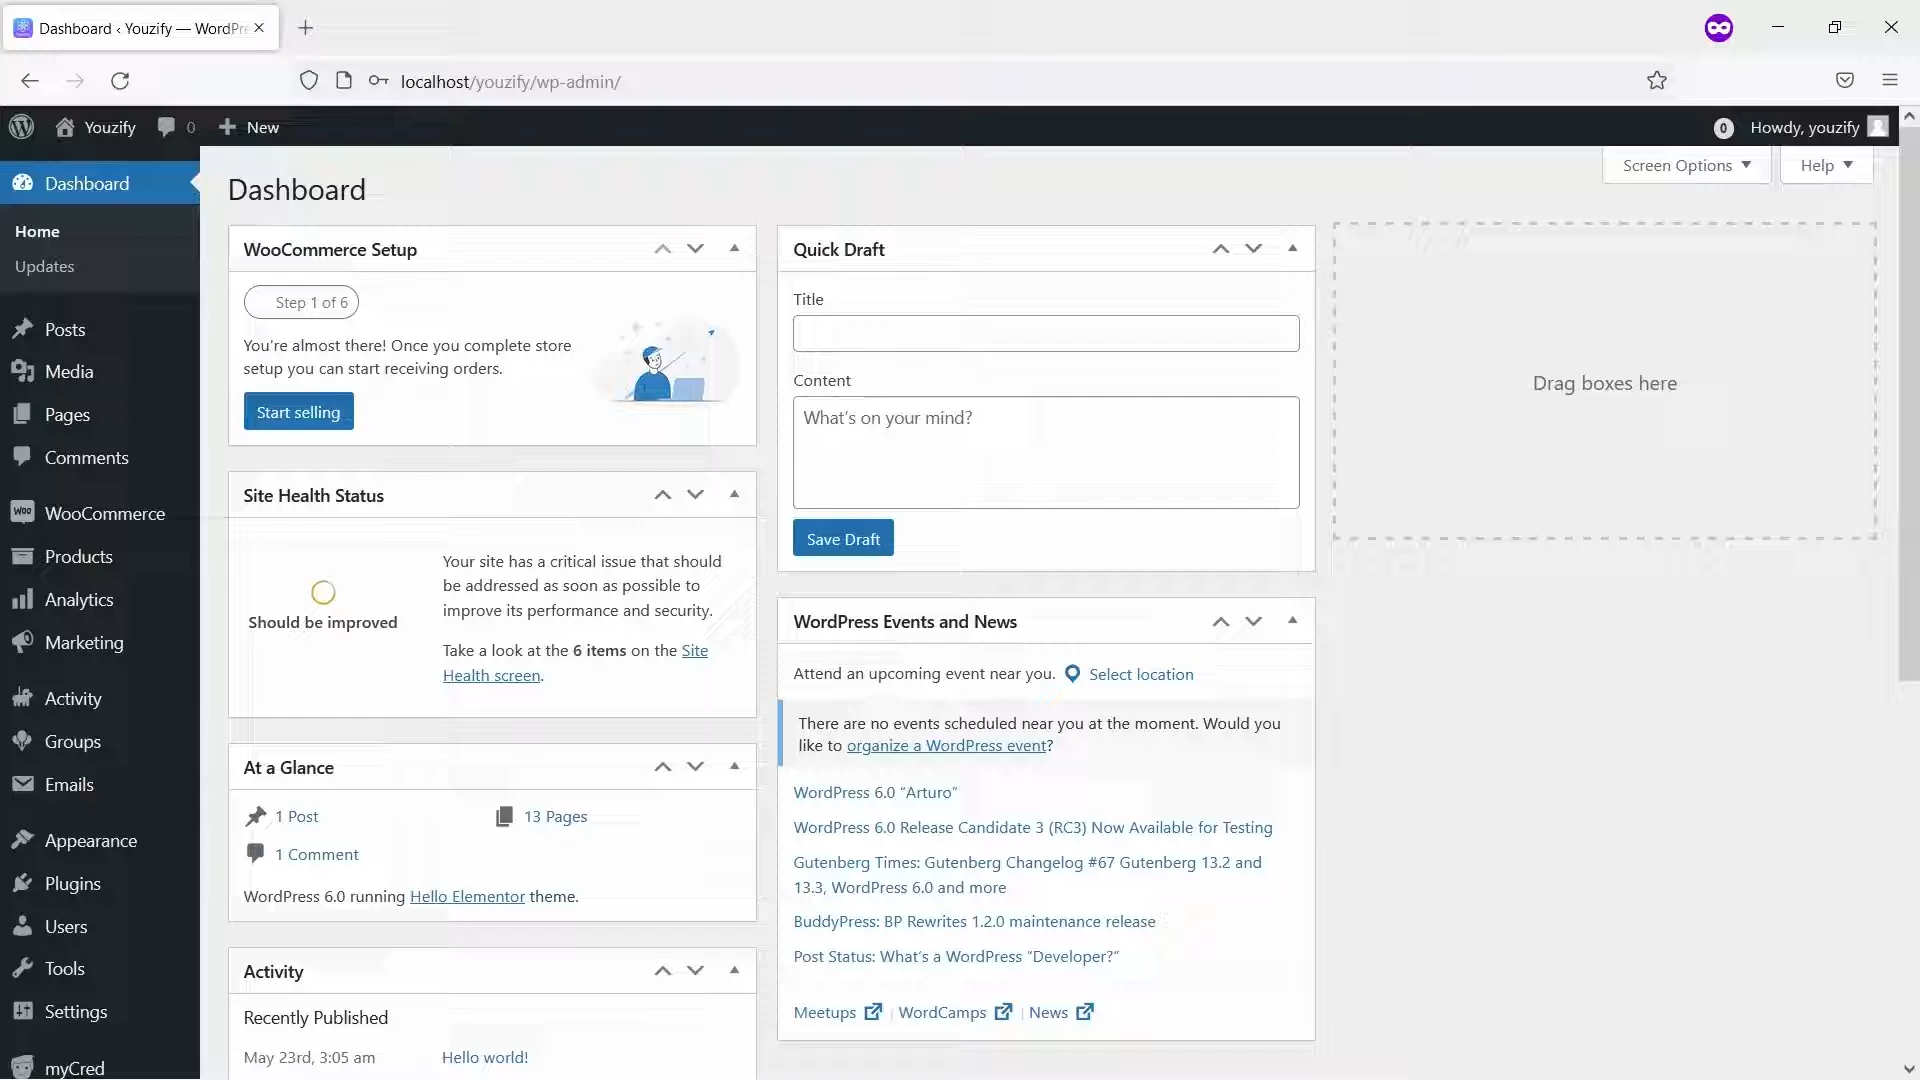 Dashboard ‹ Youzify — WordPre
localhost/youzify/wp-admin/
Youzify
0
New
0
Howdy, youzify
Dashboard
Home
Updates
Posts
Media
Pages
Comments
Woo
WooCommerce
Products
Analytics
Marketing
Activity
Groups
Emails
Appearance
Plugins
Users
Tools
Settings
myCred
Screen Options
Help
Dashboard
WooCommerce Setup
Step 1 of 6
You're almost there! Once you complete store
setup you can start receiving orders.
Start selling
Site Health Status
Should be improved
Your site has a critical issue that should
be addressed as soon as possible to
improve its performance and security.
Take a look at the 6 items on the Site
Health screen.
At a Glance
1 Post
13 Pages
1 Comment
WordPress 6.0 running Hello Elementor theme.
Activity
Recently Published
May 23rd, 3:05 am
Hello world!
Quick Draft
Title
Content
What's on your mind?
Save Draft
WordPress Events and News
Attend an upcoming event near you.
Select location
There are no events scheduled near you at the moment. Would you
like to organize a WordPress event?
WordPress 6.0 “Arturo”
WordPress 6.0 Release Candidate 3 (RC3) Now Available for Testing
Gutenberg Times: Gutenberg Changelog #67 Gutenberg 13.2 and
13.3, WordPress 6.0 and more
BuddyPress: BP Rewrites 1.2.0 maintenance release
Post Status: What's a WordPress “Developer?”
Meetups | WordCamps | News
Drag boxes here